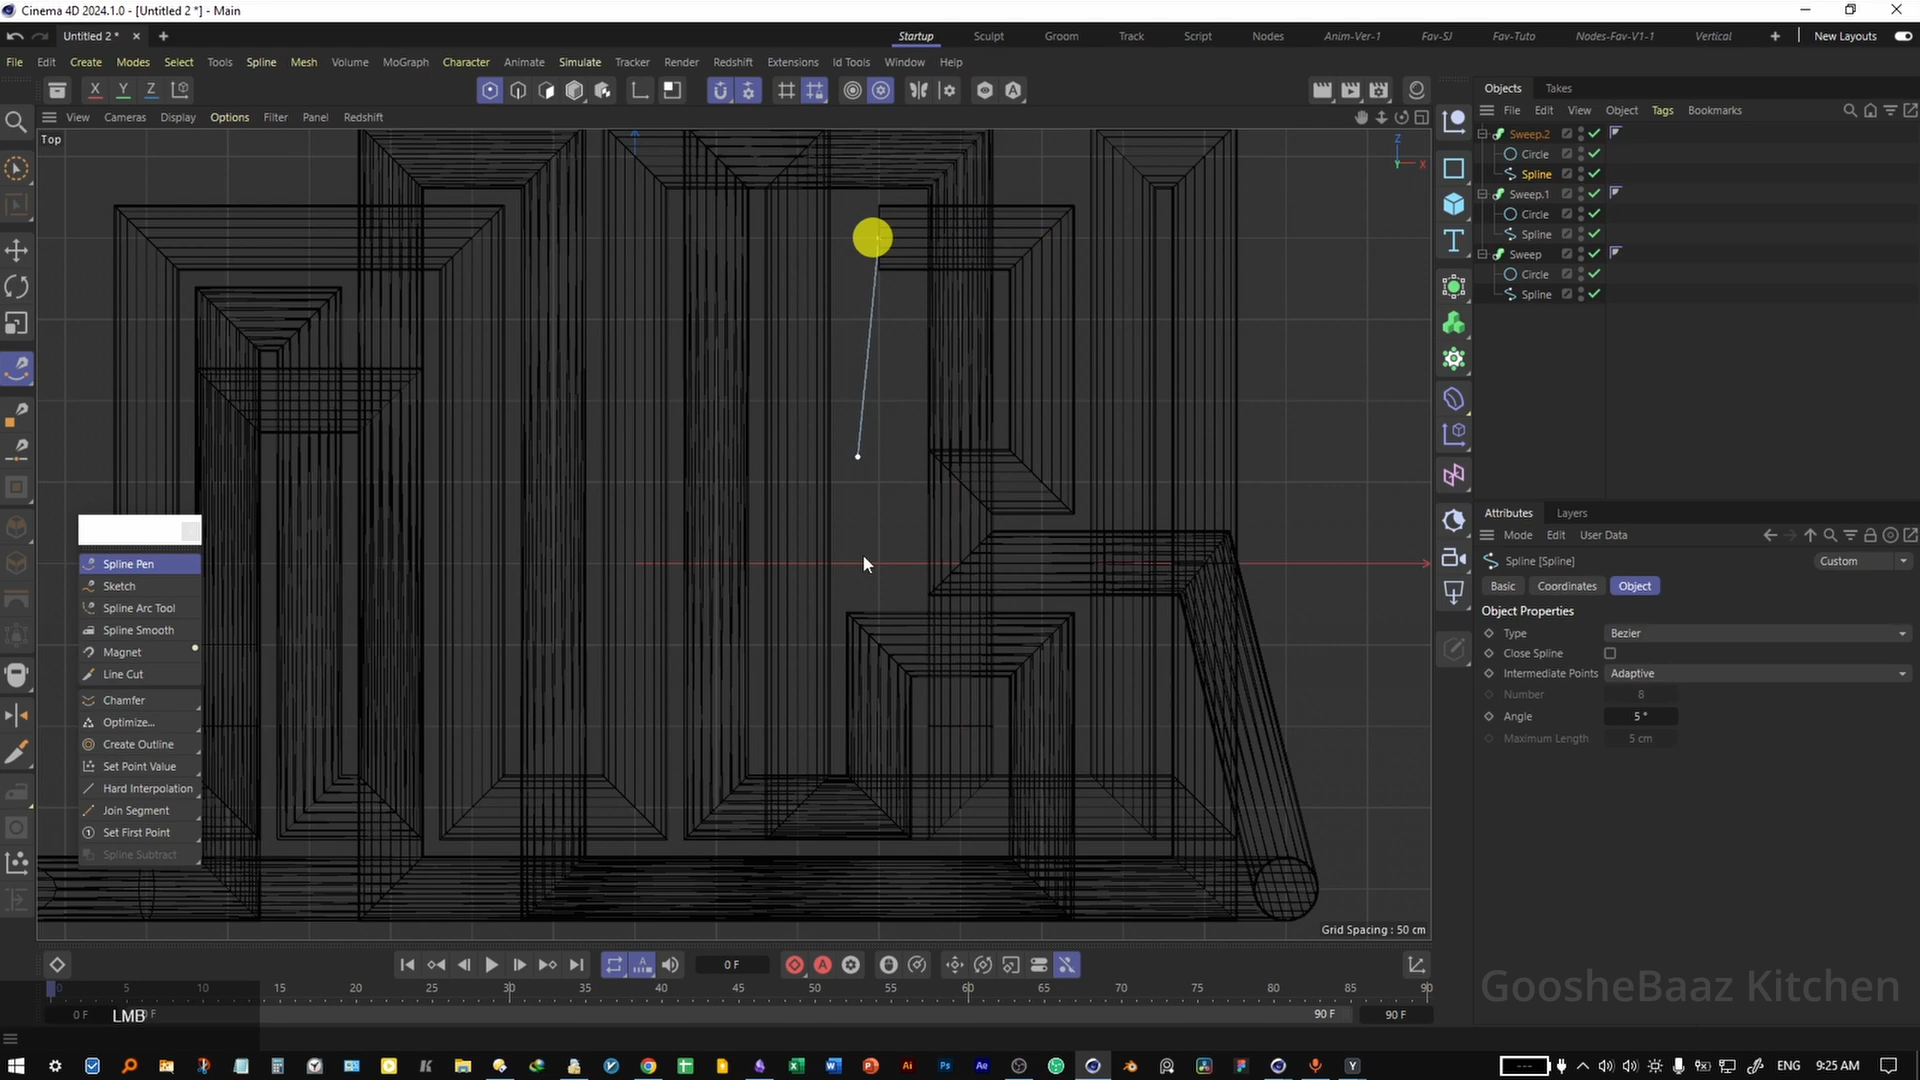 Cinema 4D 2024.1.0 - [Untitled 2 *] - Main
Untitled 2 *
Startup Sculpt Groom Track Script Nodes Anim-Ver-1 Fav-SJ Fav-Tuto Nodes-Fav-V1-1 Vertical New Layouts
File Edit Create Modes Select Tools Spline Mesh Volume MoGraph Character Animate Simulate Tracker Render Redshift Extensions Id Tools Window Help
X Y Z
Objects Takes
View Cameras Display Options Filter Panel Redshift
File Edit View Object Tags Bookmarks
Top
Z
Y X
Sweep.2
Circle
Spline
Sweep.1
Circle
Spline
Sweep
Circle
Spline
Spline Pen
Sketch
Spline Arc Tool
Spline Smooth
Magnet
Line Cut
Chamfer
Optimize...
Create Outline
Set Point Value
Hard Interpolation
Join Segment
Set First Point
Spline Subtract
Attributes Layers
Mode Edit User Data
Spline [Spline]
Custom
Basic Coordinates Object
Object Properties
Type Bezier
Close Spline
Intermediate Points Adaptive
Number 8
Angle 5 °
Maximum Length 5 cm
Grid Spacing : 50 cm
0 F
0 5 10 15 20 25 30 35 40 45 50 55 60 65 70 75 80 85 90
0 F LMB 90 F 90 F
GoosheBaaz Kitchen
ENG 9:25 AM